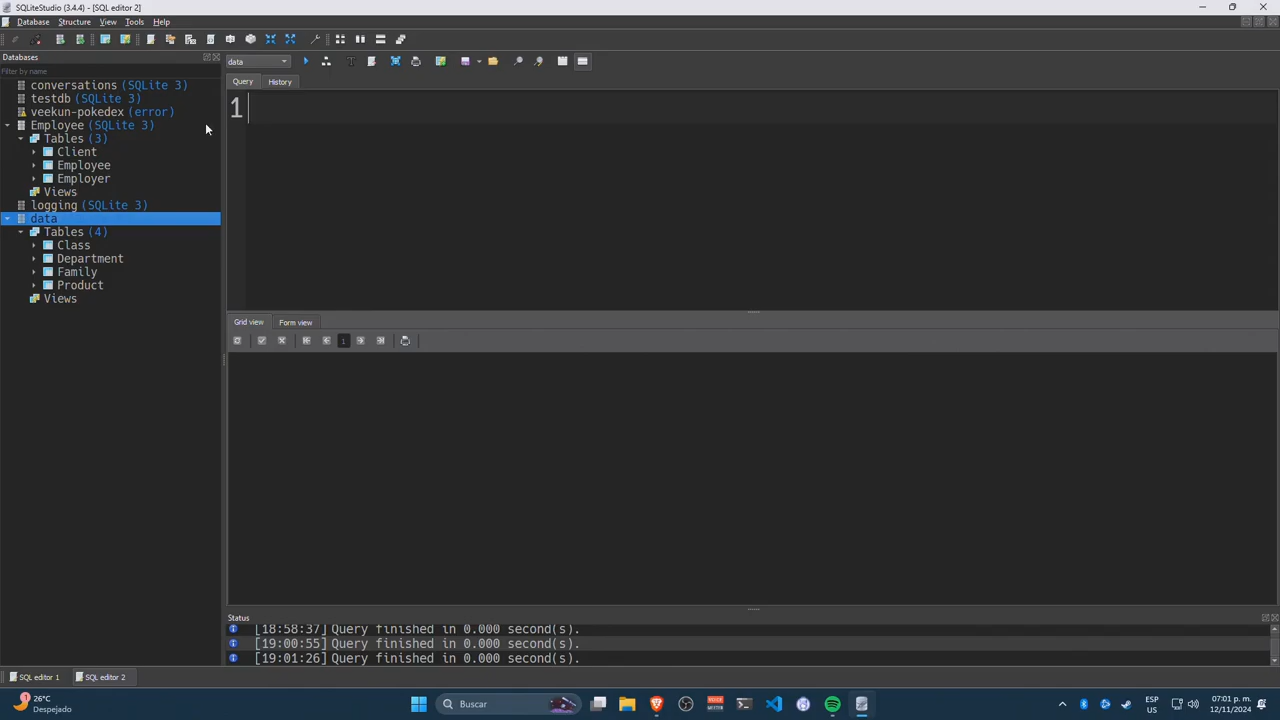 SQLiteStudio (3.4.4) - [SQL editor 2]
Database Structure View Tools Help
Databases
Filter by name
conversations (SQLite 3)
testdb (SQLite 3)
veekun-pokedex (error)
Employee (SQLite 3)
Tables (3)
Client
Employee
Employer
Views
logging (SQLite 3)
data
Tables (4)
Class
Department
Family
Product
Views
data
Query History
1
Grid view Form view
1
Status
[18:58:37] Query finished in 0.000 second(s).
[19:00:55] Query finished in 0.000 second(s).
[19:01:26] Query finished in 0.000 second(s).
SQL editor 1 SQL editor 2
1
26°C
Despejado
Buscar
ESP
US
07:01 p. m.
12/11/2024